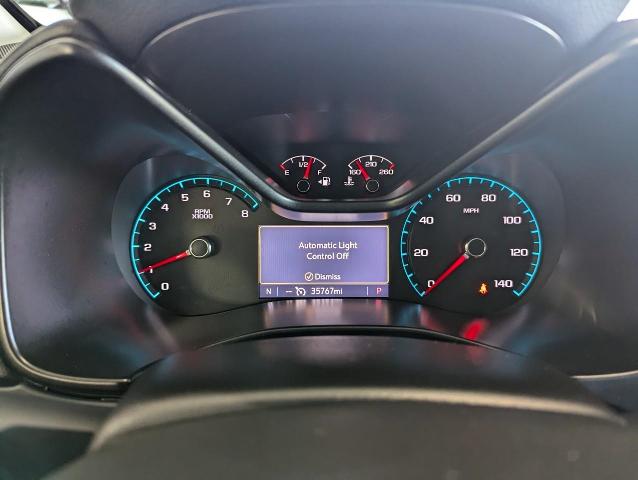 E 1/2 F
160 210 260
0 1 2 3 4 5 6 7 8
RPM
X1000
0 20 40 60 80 100 120 140
MPH
Automatic Light
Control Off
Dismiss
N -- 35767mi P